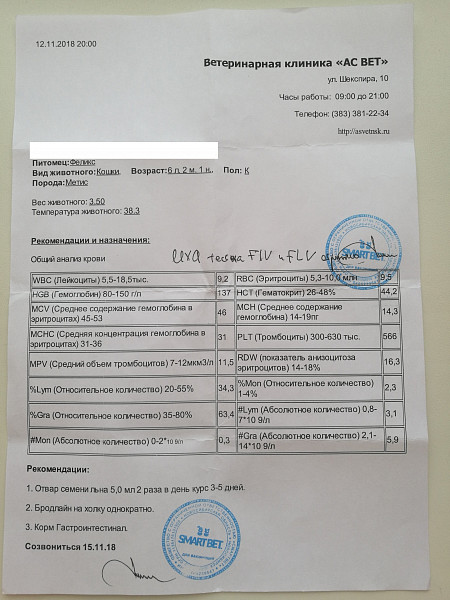 12.11.2018 20:00
Ветеринарная клиника «АС ВЕТ»
ул. Шекспира, 10
Часы работы: 09:00 до 21:00
Телефон: (383) 381-22-34
http://asvetnsk.ru
Питомец:Феликс
Вид животного:Кошки, Возраст:6 л. 2 м. 1 н., Пол: К
Порода:Метис
Вес животного: 3,50
Температура животного: 38.3
Рекомендации и назначения:
Общий анализ крови
ИХА тесты FIV и FLV
SMARTВЕТ
WBC (Лейкоциты) 5,5-18,5тыс. 9,2 RBC (Эритроциты) 5,3-10,0 млн 9,5
HGB (Гемоглобин) 80-150 г/л 137 HCT (Гематокрит) 26-48% 44,2
MCV (Среднее содержание гемоглобина в эритроцитах) 45-53 46 MCH (Среднее содержание гемоглобина) 14-19пг 14,3
MCHC (Средняя концентрация гемоглобина в эритроцитах) 31-36 31 PLT (Тромбоциты) 300-630 тыс. 566
MPV (Средний объем тромбоцитов) 7-12мкм3/л 11,5 RDW (показатель анизоцитоза эритроцитов) 14-18% 16,3
%Lym (Относительное количество) 20-55% 34,3 %Mon (Относительное количество) 1-4% 2,3
%Gra (Относительное количество) 35-80% 63,4 #Lym (Абсолютное количество) 0,8-7*10 9/л 3,1
#Mon (Абсолютное количество) 0-2*10 9/л 0,3 #Gra (Абсолютное количество) 2,1-14*10 9/л 5,9
Рекомендации:
1. Отвар семени льна 5,0 мл 2 раза в день курс 3-5 дней.
2. Бродлайн на холку однократно.
3. Корм Гастроинтестинал.
Созвониться 15.11.18
SMARTВЕТ